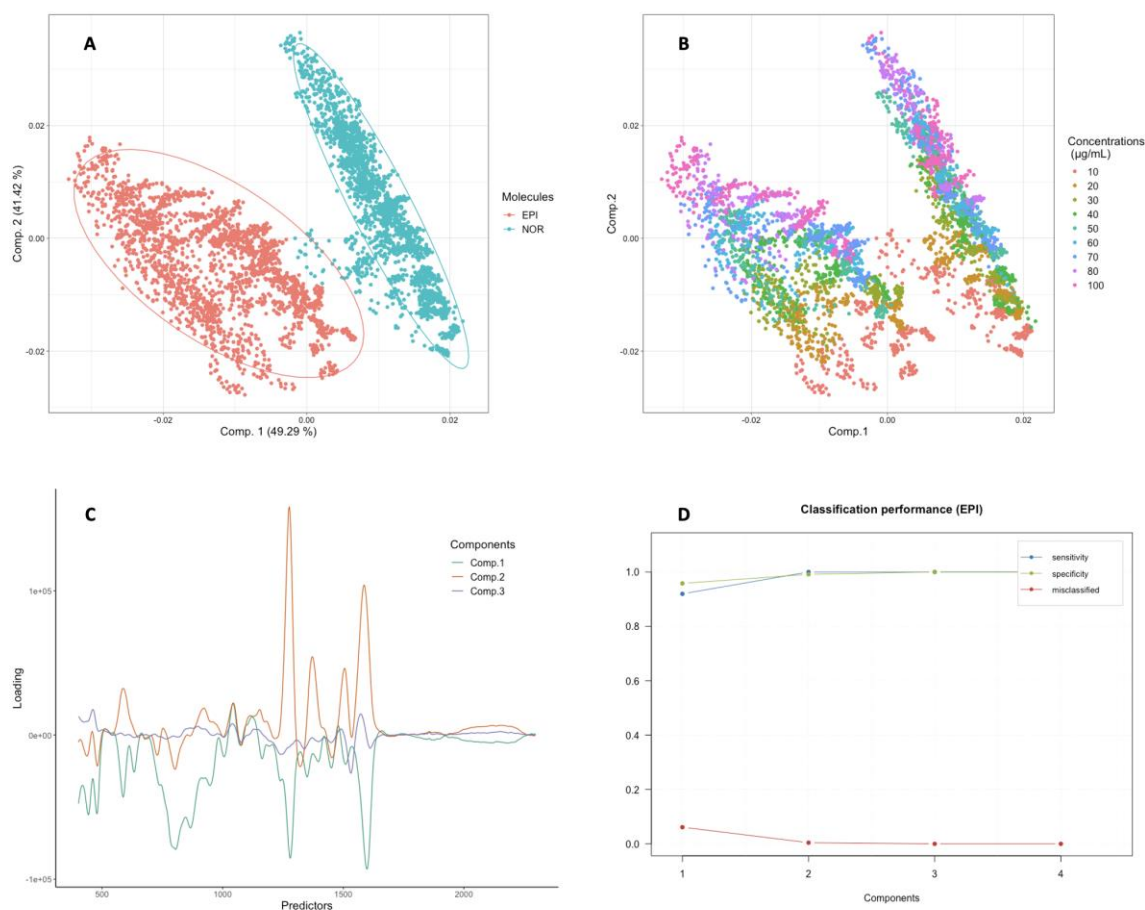 A
0.02
0.00
-0.02
Comp. 2 (41.42 %)
-0.02
0.00
0.02
Comp. 1 (49.29 %)
Molecules
EPI
NOR
B
0.02
0.00
-0.02
Comp.2
-0.02
0.00
0.02
Comp.1
Concentrations
(µg/mL)
10
20
30
40
50
60
70
80
100
C
Components
Comp.1
Comp.2
Comp.3
1e+05
0e+00
-1e+05
Loading
500
1000
1500
2000
Predictors
Classification performance (EPI)
D
sensitivity
specificity
misclassified
1.0
0.8
0.6
0.4
0.2
0.0
1
2
3
4
Components